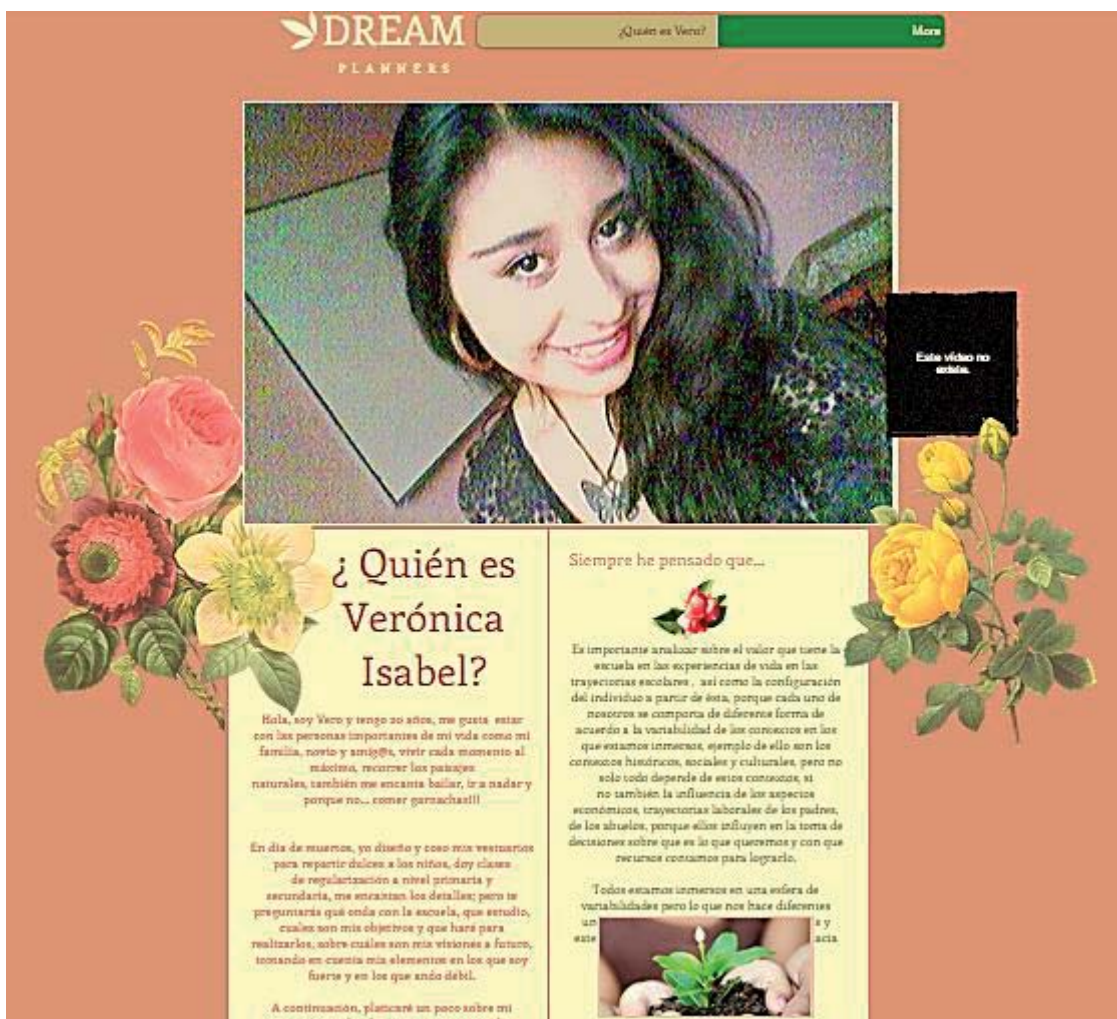 DREAM
PLANNERS
¿Quién es Vero?
More
Este vídeo no
existe.
¿ Quién es
Verónica
Isabel?
Hola, soy Vero y tengo 20 años, me gusta estar
con las personas importantes de mi vida como mi
familia, novio y amig@s, vivir cada momento al
máximo, recorrer los paisajes
naturales, también me encanta bailar, ir a nadar y
porque no... comer garnachas!!!
En día de muertos, yo diseño y coso mis vestuarios
para repartir dulces a los niños, doy clases
de regularización a nivel primaria y
secundaria, me encantan los detalles; pero te
preguntarás qué onda con la escuela, que estudio,
cuales son mis objetivos y que haré para
realizarlos, sobre cuáles son mis visiones a futuro,
tomando en cuenta mis elementos en los que soy
fuerte y en los que ando débil.
A continuación, platicaré un poco sobre mi
Siempre he pensado que...
Es importante analizar sobre el valor que tiene la
escuela en las experiencias de vida en las
trayectorias escolares , así como la configuración
del individuo a partir de ésta, porque cada uno de
nosotros se comporta de diferente forma de
acuerdo a la variabilidad de los contextos en los
que estamos inmersos, ejemplo de ello son los
contextos históricos, sociales y culturales, pero no
solo todo depende de estos contextos, si
no también la influencia de los aspectos
económicos, trayectorias laborales de los padres,
de los abuelos, porque ellos influyen en la toma de
decisiones sobre que es lo que queremos y con que
recursos contamos para lograrlo.
Todos estamos inmersos en una esfera de
variabilidades pero lo que nos hace diferentes
un y
este acia